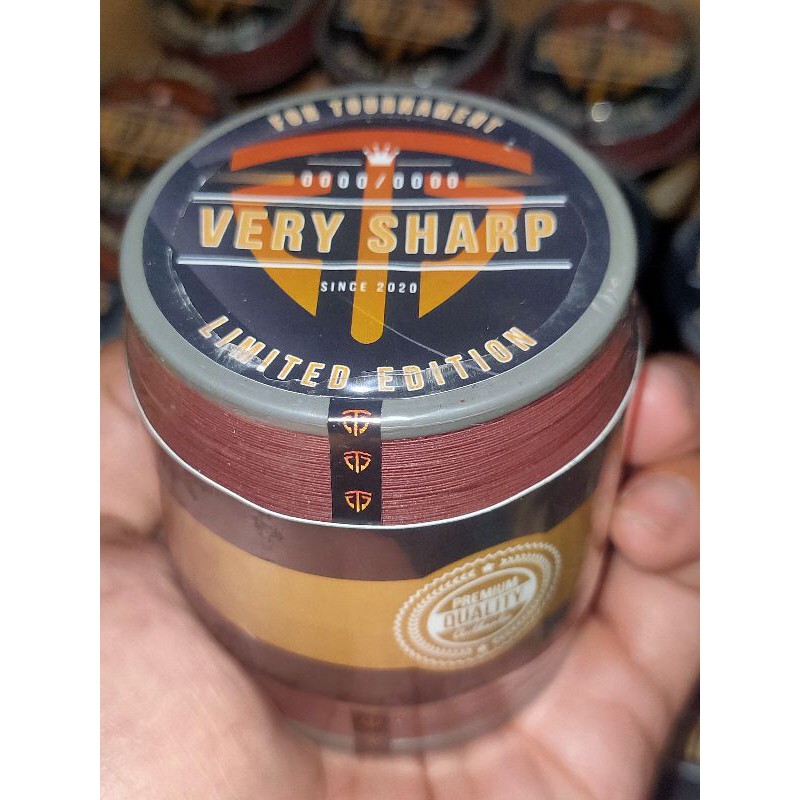 FOR TOURNAMENT
0000/0000
VERY SHARP
SINCE 2020
LIMITED EDITION
PREMIUM
QUALITY